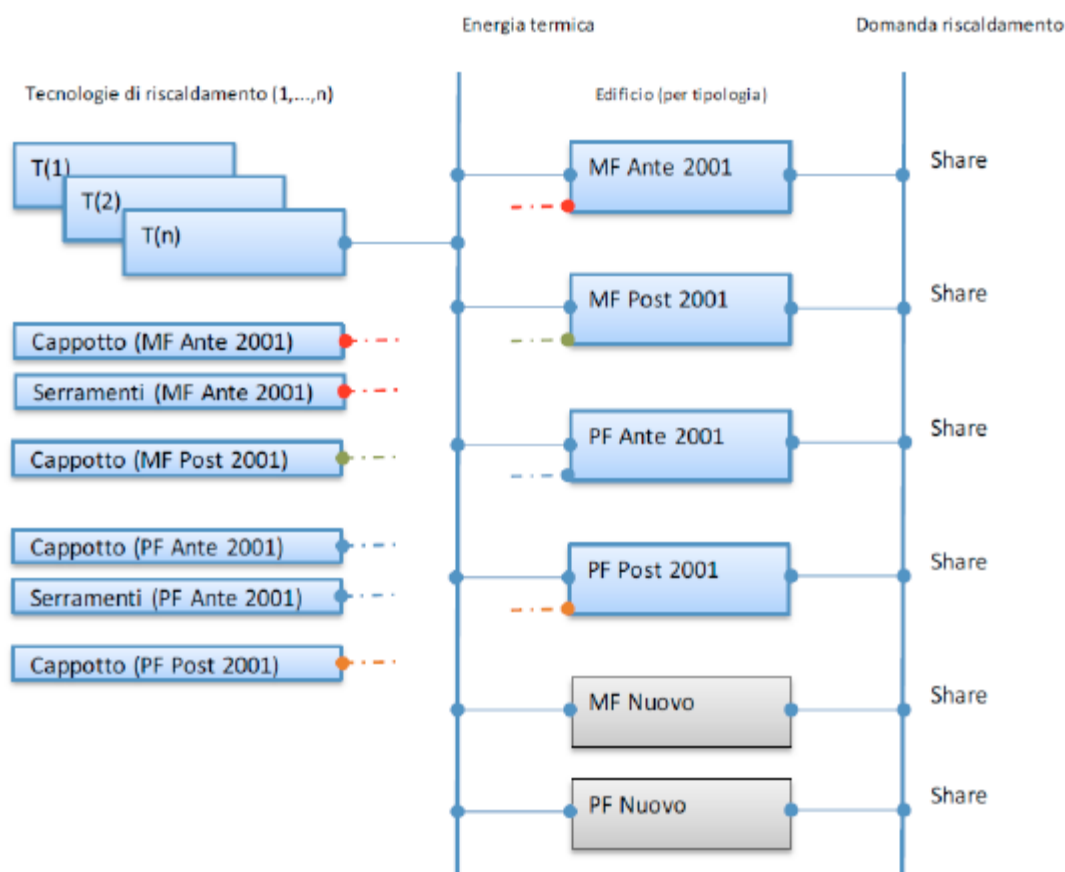 Energia termica
Domanda riscaldamento
Tecnologie di riscaldamento (1,...,n)
Edificio (per tipologia)
T(1)
T(2)
T(n)
MF Ante 2001
Share
MF Post 2001
Share
Cappotto (MF Ante 2001)
Serramenti (MF Ante 2001)
Cappotto (MF Post 2001)
PF Ante 2001
Share
Cappotto (PF Ante 2001)
Serramenti (PF Ante 2001)
Cappotto (PF Post 2001)
PF Post 2001
Share
MF Nuovo
Share
PF Nuovo
Share